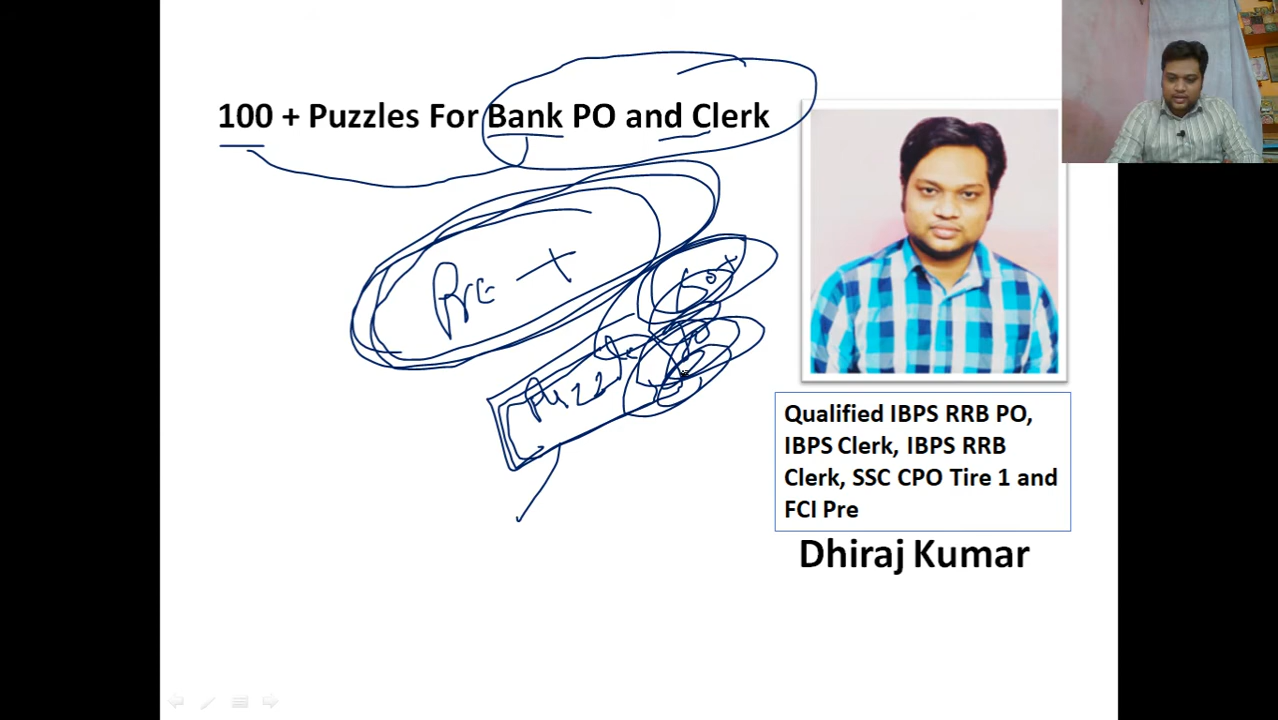 100 + Puzzles For Bank PO and Clerk
Pre +
Qualified IBPS RRB PO,
IBPS Clerk, IBPS RRB
Clerk, SSC CPO Tire 1 and
FCI Pre
Dhiraj Kumar